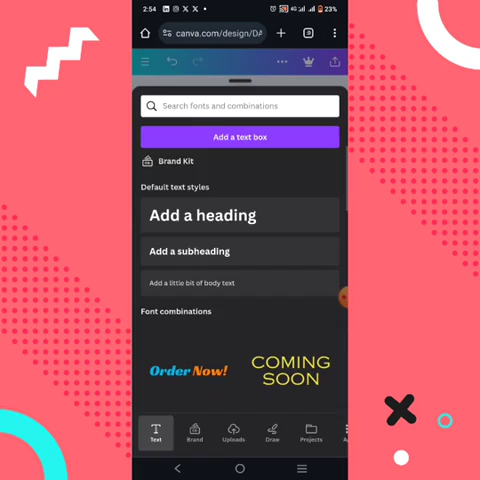 2:54
4G
23%
canva.com/design/DA
Search fonts and combinations
Add a text box
Brand Kit
Default text styles
Add a heading
Add a subheading
Add a little bit of body text
Font combinations
Order Now!
COMING
SOON
Text Brand Uploads Draw Projects